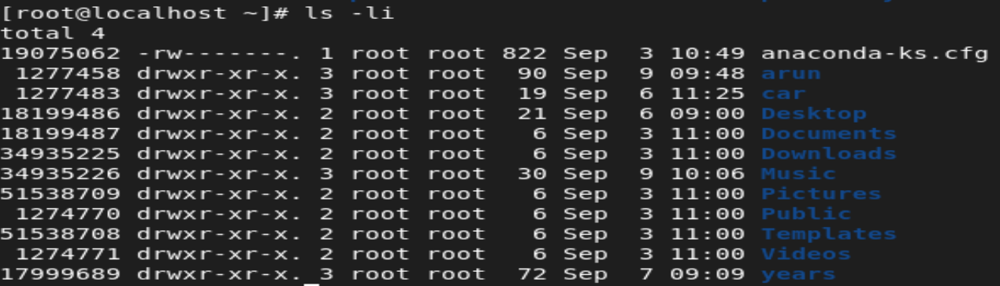 [root@localhost ~]# ls -li
total 4
19075062 -rw-------. 1 root root 822 Sep  3 10:49 anaconda-ks.cfg
 1277458 drwxr-xr-x. 3 root root  90 Sep  9 09:48 arun
 1277483 drwxr-xr-x. 3 root root  19 Sep  6 11:25 car
18199486 drwxr-xr-x. 2 root root  21 Sep  6 09:00 Desktop
18199487 drwxr-xr-x. 2 root root   6 Sep  3 11:00 Documents
34935225 drwxr-xr-x. 2 root root   6 Sep  3 11:00 Downloads
34935226 drwxr-xr-x. 3 root root  30 Sep  9 10:06 Music
51538709 drwxr-xr-x. 2 root root   6 Sep  3 11:00 Pictures
 1274770 drwxr-xr-x. 2 root root   6 Sep  3 11:00 Public
51538708 drwxr-xr-x. 2 root root   6 Sep  3 11:00 Templates
 1274771 drwxr-xr-x. 2 root root   6 Sep  3 11:00 Videos
17999689 drwxr-xr-x. 3 root root  72 Sep  7 09:09 years